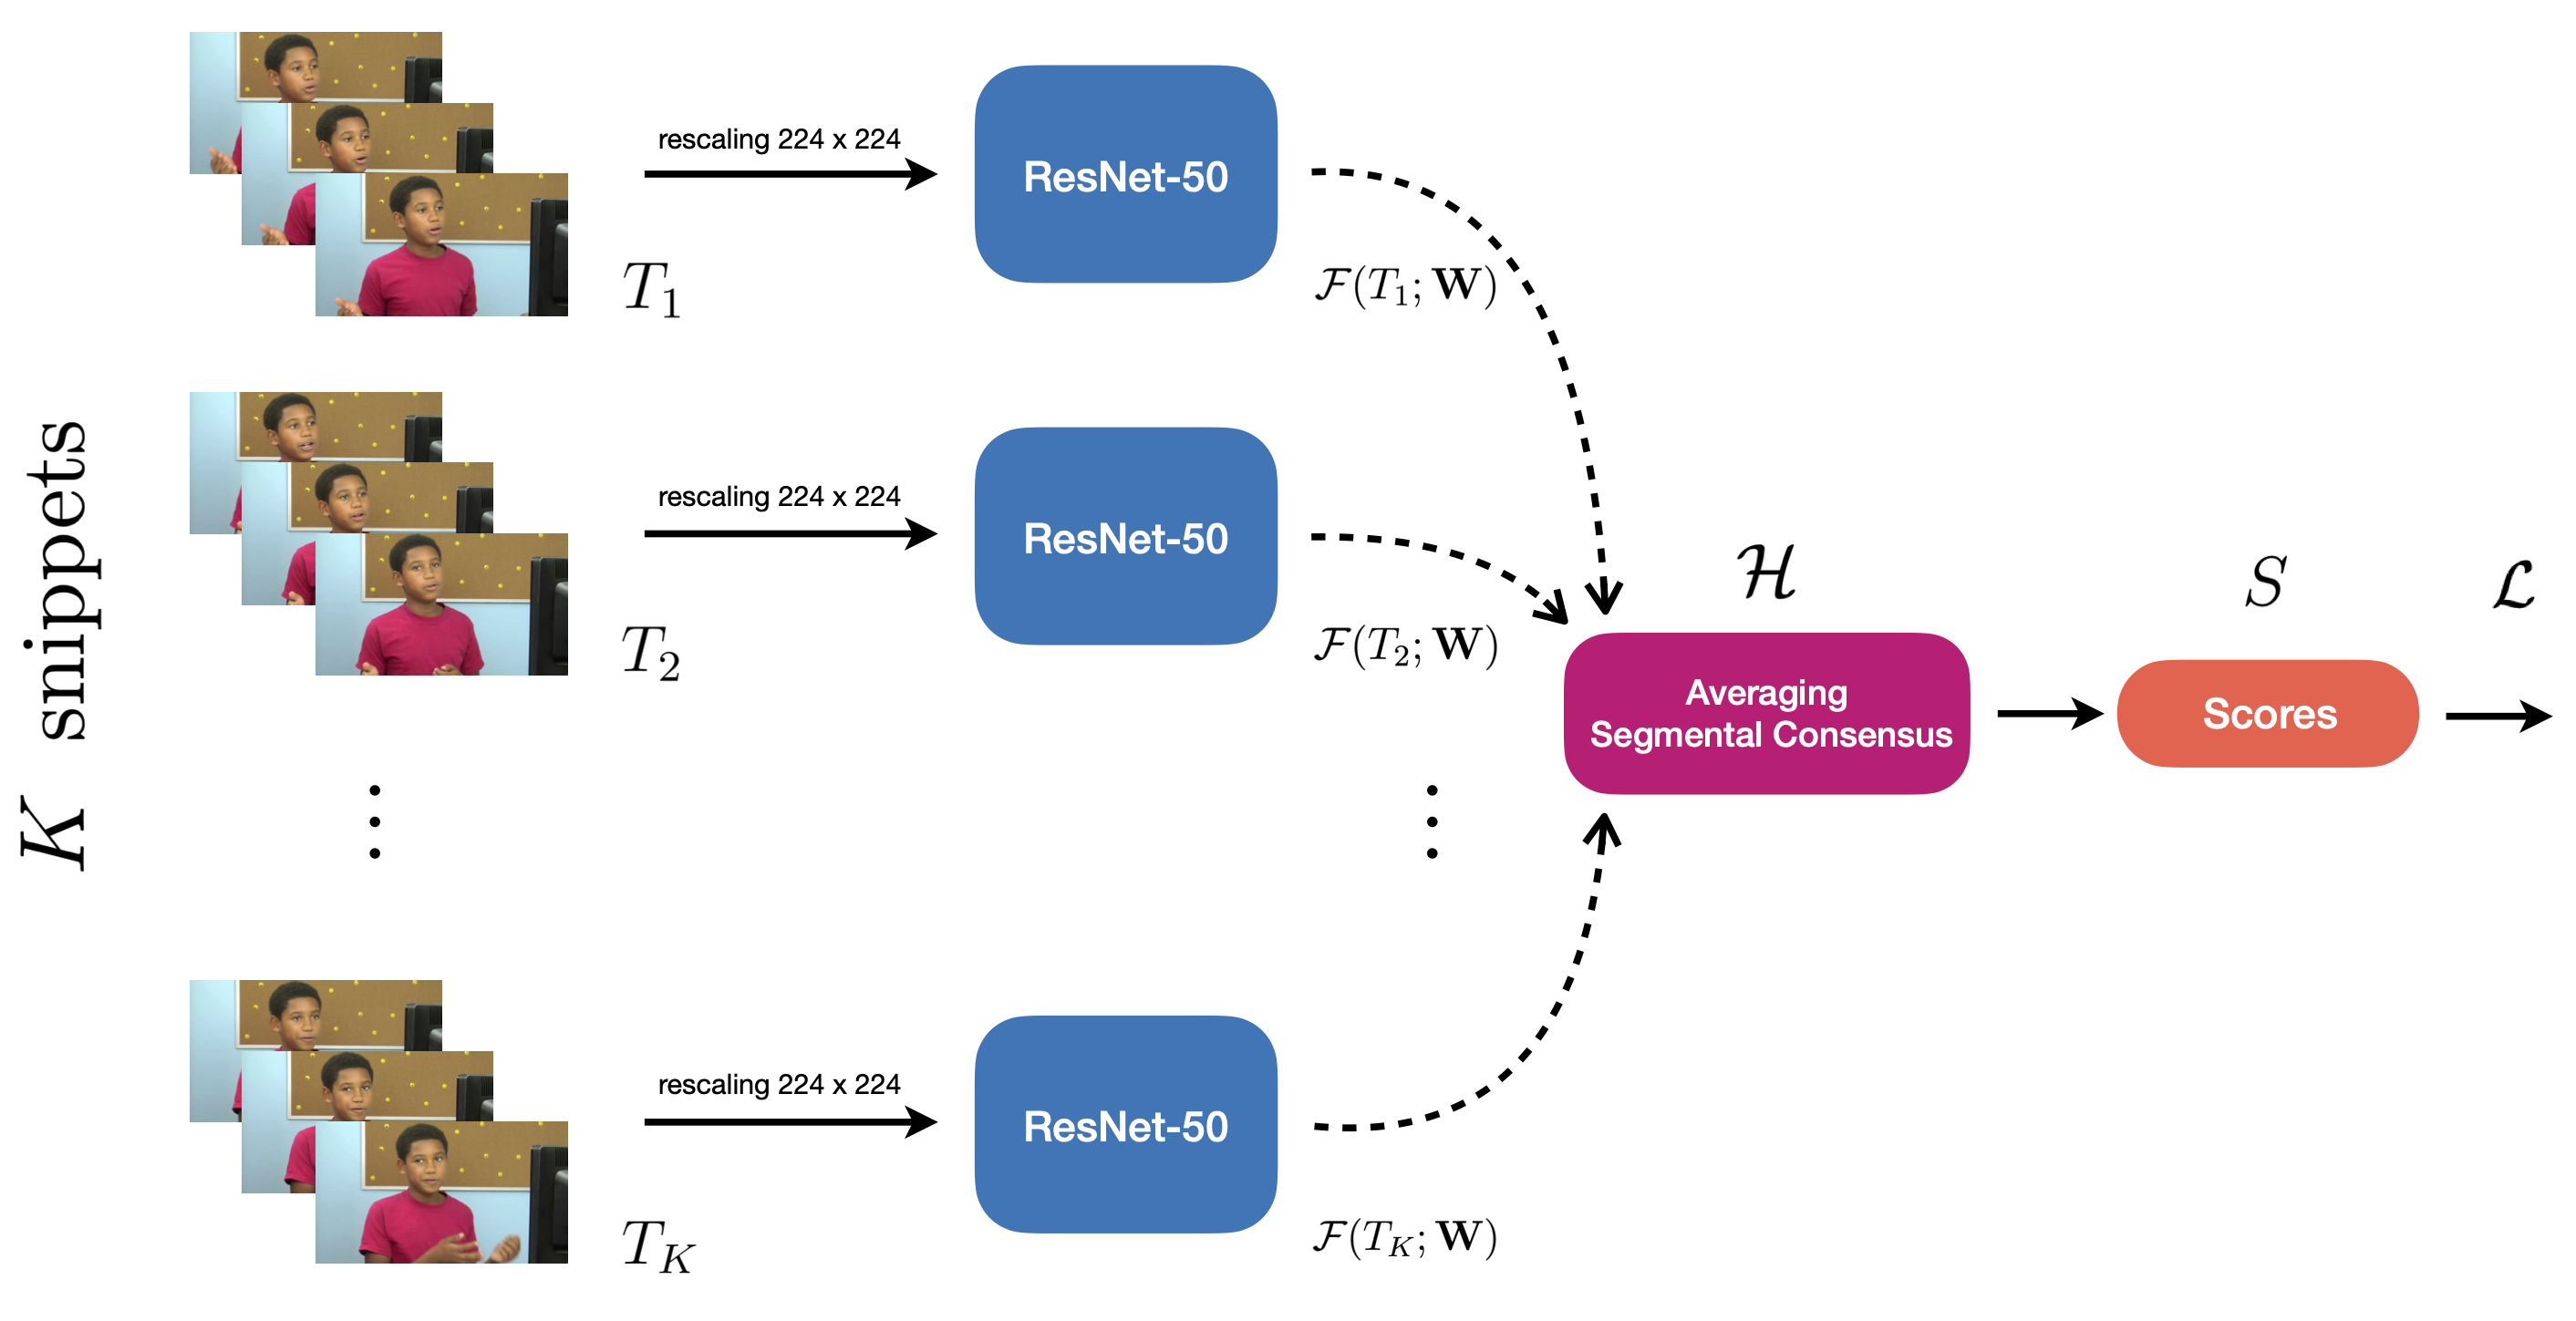 K snippets
rescaling 224 x 224
ResNet-50
T_1
\mathcal{F}(T_1; \mathbf{W})
rescaling 224 x 224
ResNet-50
T_2
\mathcal{F}(T_2; \mathbf{W})
\mathcal{H}
Averaging
Segmental Consensus
S
Scores
\mathcal{L}
rescaling 224 x 224
ResNet-50
T_K
\mathcal{F}(T_K; \mathbf{W})